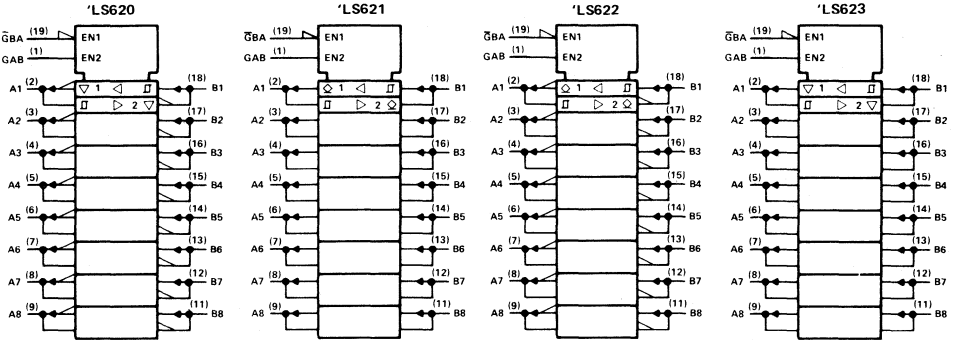 'LS620
G̅BA (19) EN1
GAB (1) EN2
A1 (2) ▽ 1 ◁ (18) B1
▷ 2 ▽
A2 (3) (17) B2
A3 (4) (16) B3
A4 (5) (15) B4
A5 (6) (14) B5
A6 (7) (13) B6
A7 (8) (12) B7
A8 (9) (11) B8
'LS621
G̅BA (19) EN1
GAB (1) EN2
A1 (2) 1 ◁ (18) B1
▷ 2
A2 (3) (17) B2
A3 (4) (16) B3
A4 (5) (15) B4
A5 (6) (14) B5
A6 (7) (13) B6
A7 (8) (12) B7
A8 (9) (11) B8
'LS622
G̅BA (19) EN1
GAB (1) EN2
A1 (2) 1 ◁ (18) B1
▷ 2
A2 (3) (17) B2
A3 (4) (16) B3
A4 (5) (15) B4
A5 (6) (14) B5
A6 (7) (13) B6
A7 (8) (12) B7
A8 (9) (11) B8
'LS623
G̅BA (19) EN1
GAB (1) EN2
A1 (2) ▽ 1 ◁ (18) B1
▷ 2 ▽
A2 (3) (17) B2
A3 (4) (16) B3
A4 (5) (15) B4
A5 (6) (14) B5
A6 (7) (13) B6
A7 (8) (12) B7
A8 (9) (11) B8